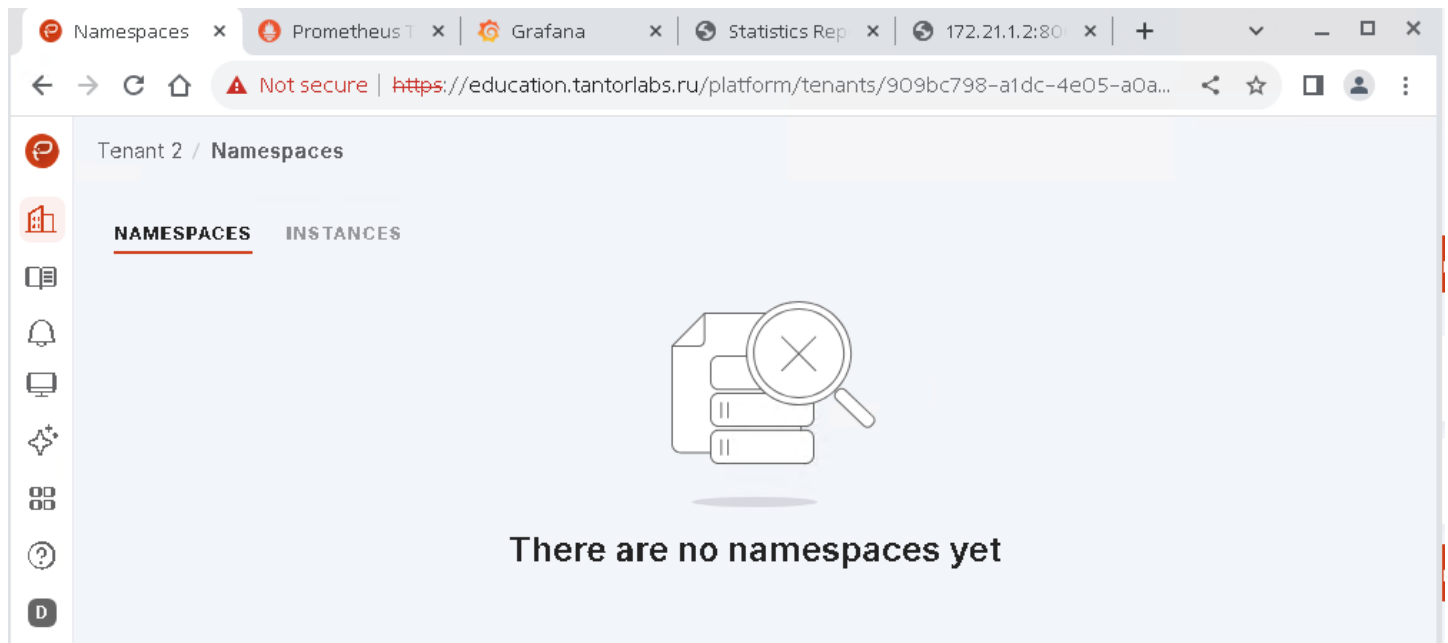 Namespaces
Prometheus T
Grafana
Statistics Rep
172.21.1.2:80
Not secure | https://education.tantorlabs.ru/platform/tenants/909bc798-a1dc-4e05-a0a...
Tenant 2 / Namespaces
NAMESPACES INSTANCES
There are no namespaces yet
D